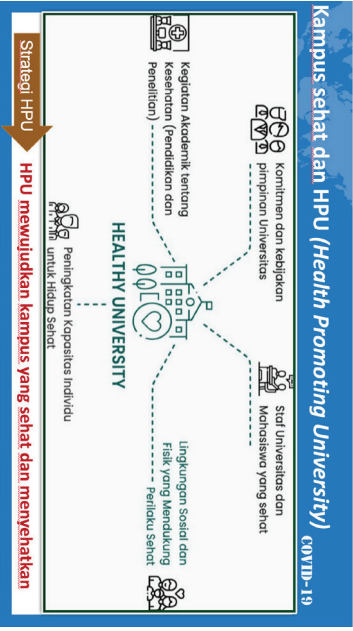 Kampus sehat dan HPU (Health Promoting University)
COVID-19
Komitmen dan kebijakan
pimpinan Universitas
Staf Universitas dan
Mahasiswa yang sehat
Kegiatan Akademik tentang
Kesehatan (Pendidikan dan
Penelitian)
HEALTHY UNIVERSITY
Lingkungan Sosial dan
Fisik yang Mendukung
Perilaku Sehat
Peningkatan Kapasitas Individu
untuk Hidup Sehat
Strategi HPU
HPU mewujudkan kampus yang sehat dan menyehatkan